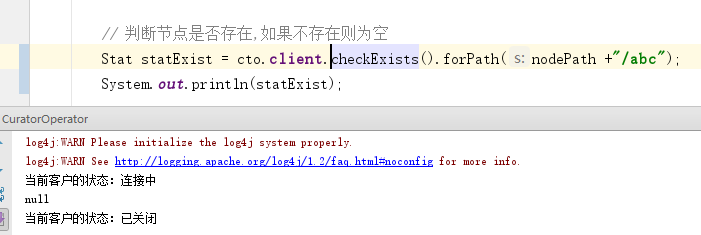 // 判断节点是否存在,如果不存在则为空
Stat statExist = cto.client.checkExists().forPath( s: nodePath +"/abc");
System.out.println(statExist);
CuratorOperator
log4j:WARN Please initialize the log4j system properly.
log4j:WARN See http://logging.apache.org/log4j/1.2/faq.html#noconfig for more info.
当前客户的状态：连接中
null
当前客户的状态：已关闭